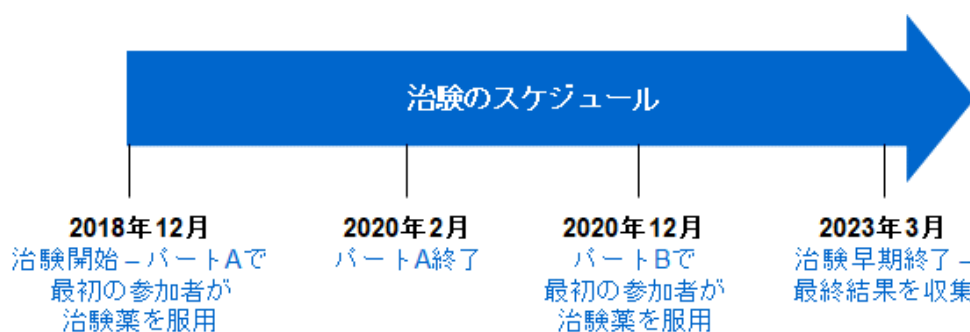 治験のスケジュール
2018年12月
治験開始 – パートAで
最初の参加者が
治験薬を服用
2020年2月
パートA終了
2020年12月
パートBで
最初の参加者が
治験薬を服用
2023年3月
治験早期終了 –
最終結果を収集